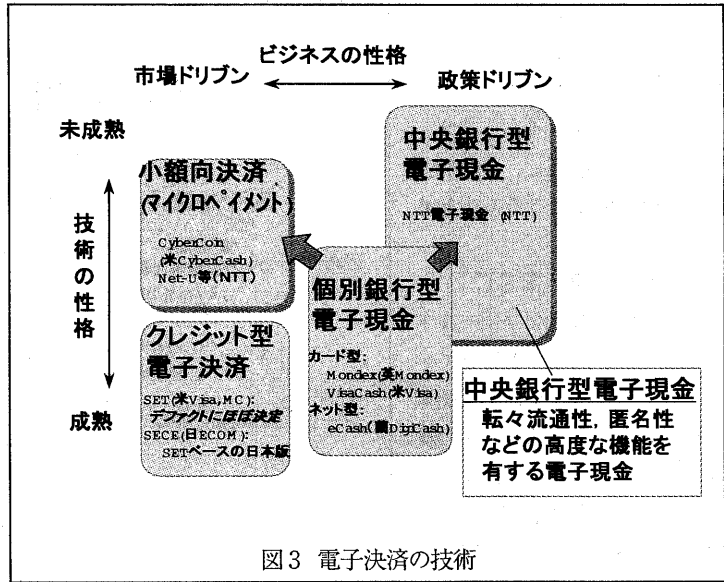 ビジネスの性格
市場ドリブン
政策ドリブン
未成熟
技術の性格
成熟
小額向決済
(マイクロペイメント)
CyberCoin
(米CyberCash)
Net-U等(NTT)
中央銀行型
電子現金
NTT電子現金 (NTT)
個別銀行型
電子現金
カード型:
Mondex(英Mondex)
VisaCash(米Visa)
ネット型:
eCash(蘭DigiCash)
クレジット型
電子決済
SET(米Visa,MC):
デファクトにほぼ決定
SECE(日ECOM):
SETベースの日本版
中央銀行型電子現金
転々流通性, 匿名性
などの高度な機能を
有する電子現金
図3 電子決済の技術